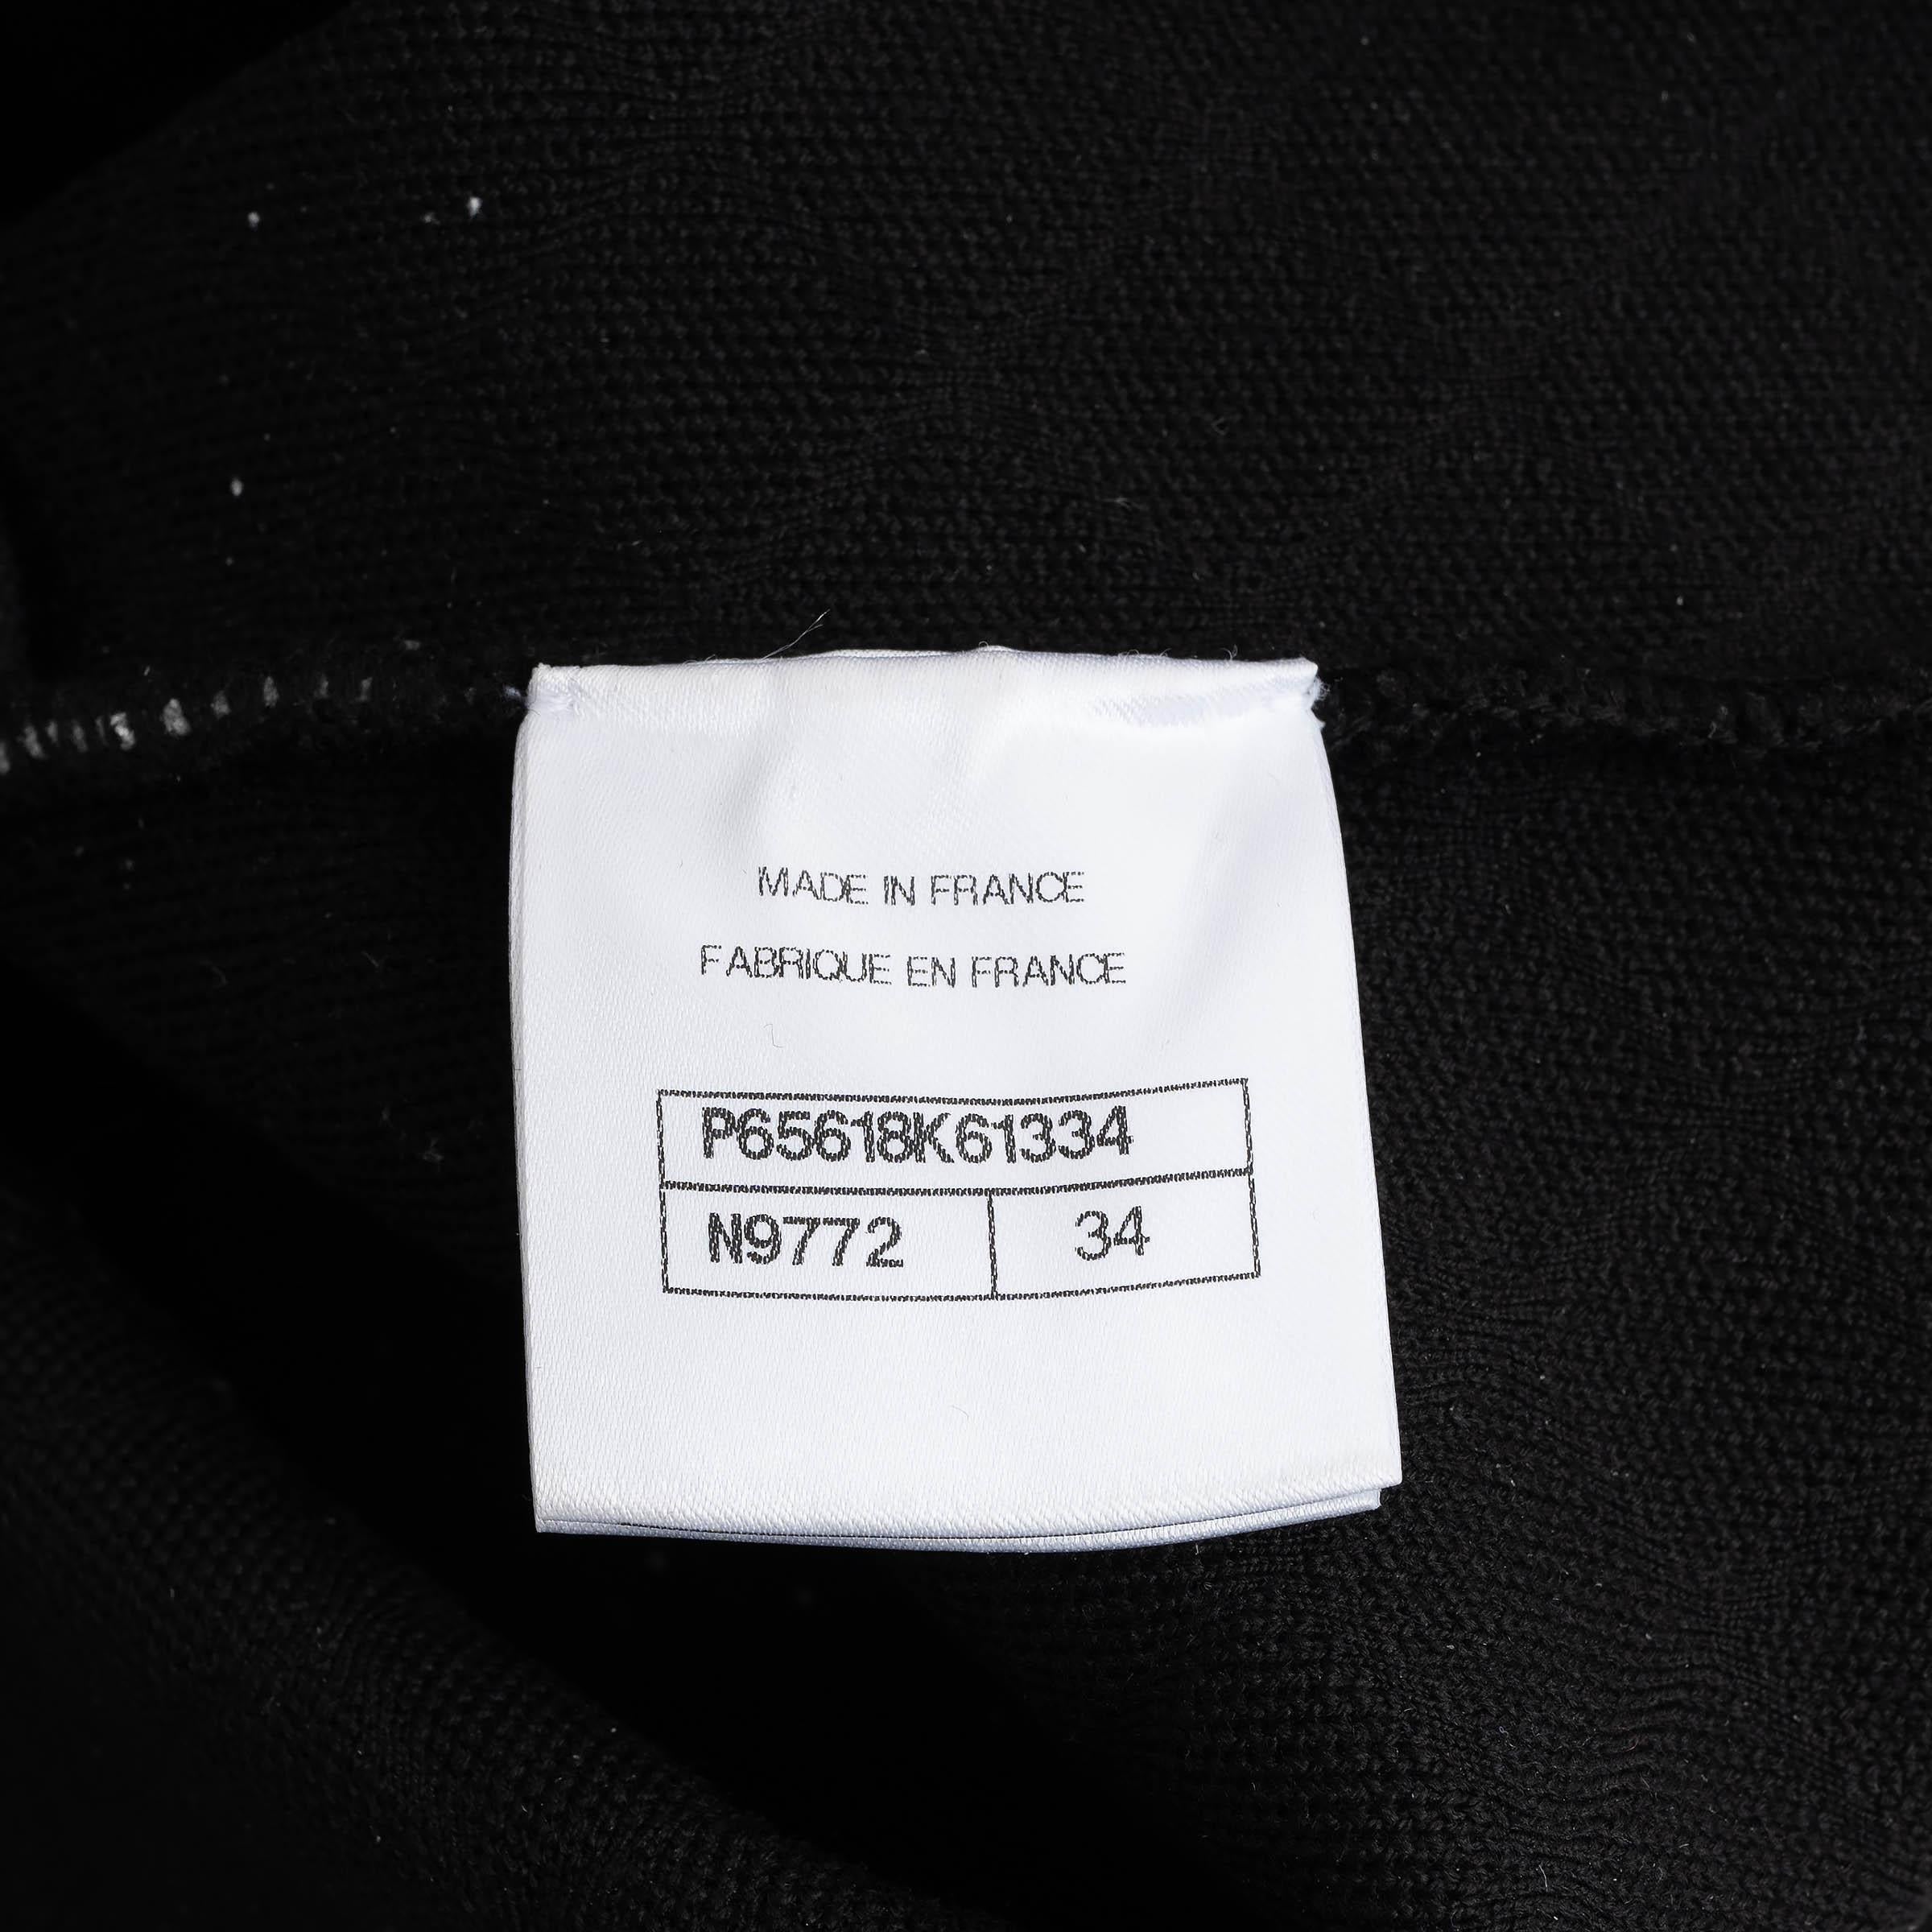 MADE IN FRANCE
FABRIQUE EN FRANCE
P65618K61334
N9772 34